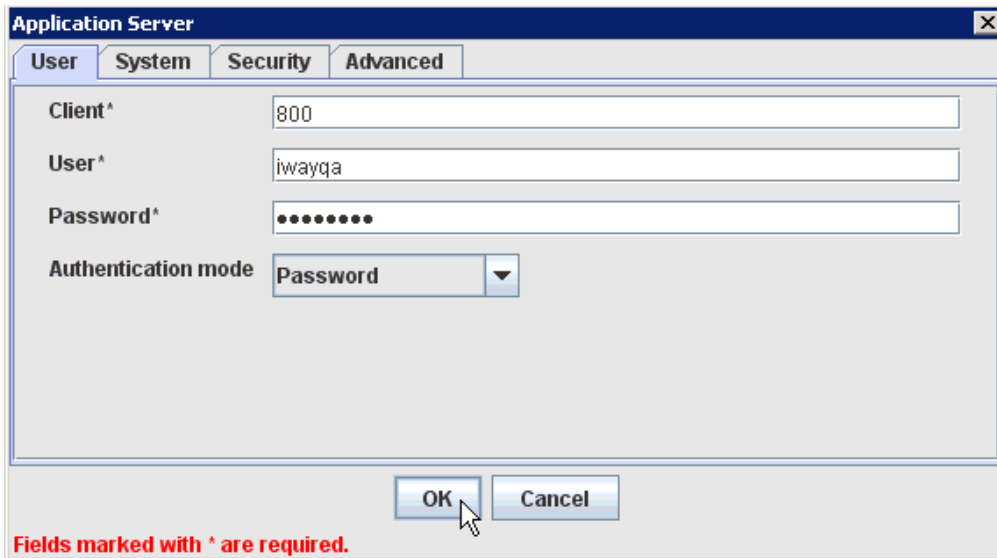 Application Server
User System Security Advanced
Client* 800
User* iwayqa
Password* ••••••••
Authentication mode Password
OK Cancel
Fields marked with * are required.